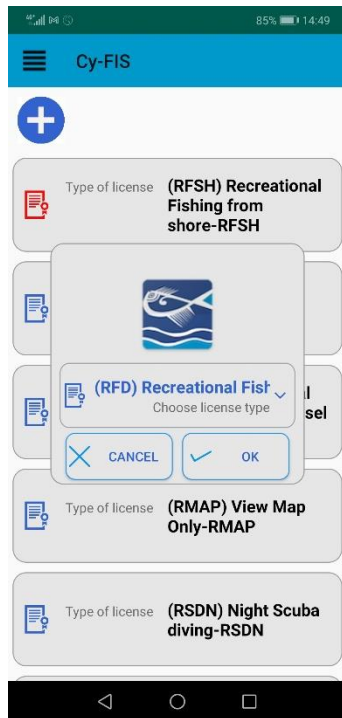 85% 14:49
Cy-FIS
Type of license
(RFSH) Recreational
Fishing from
shore-RFSH
(RFD) Recreational Fish
Choose license type
sel
CANCEL
OK
Type of license
(RMAP) View Map
Only-RMAP
Type of license
(RSDN) Night Scuba
diving-RSDN